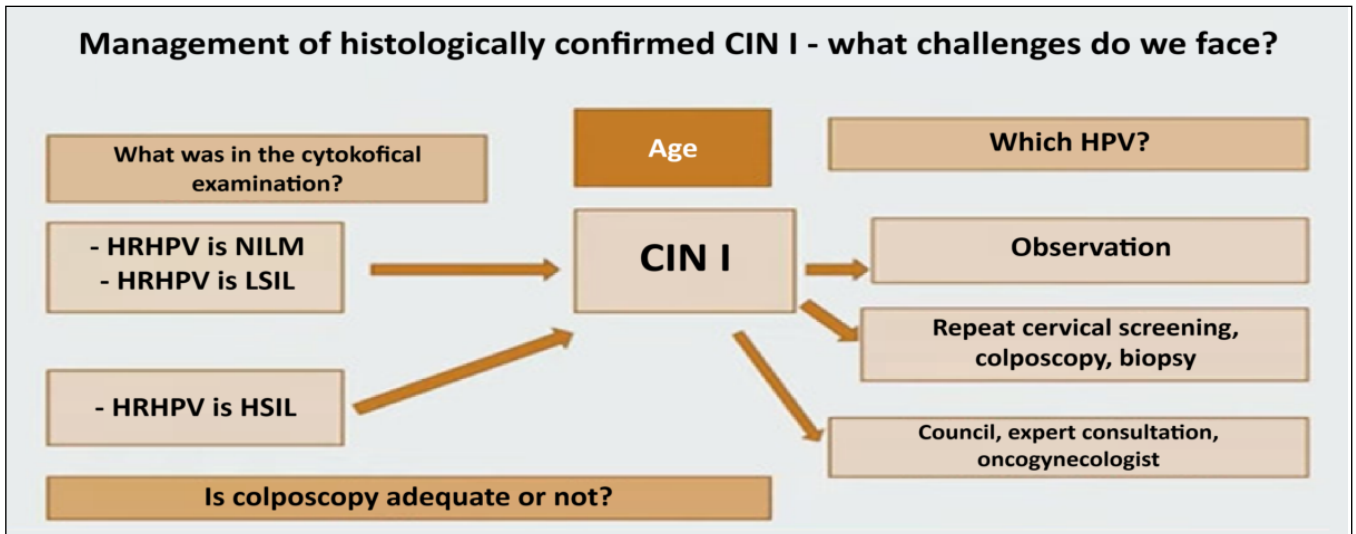 Management of histologically confirmed CIN I - what challenges do we face?
What was in the cytokofical
examination?
Age
Which HPV?
- HRHPV is NILM
- HRHPV is LSIL
CIN I
Observation
Repeat cervical screening,
colposcopy, biopsy
- HRHPV is HSIL
Council, expert consultation,
oncogynecologist
Is colposcopy adequate or not?